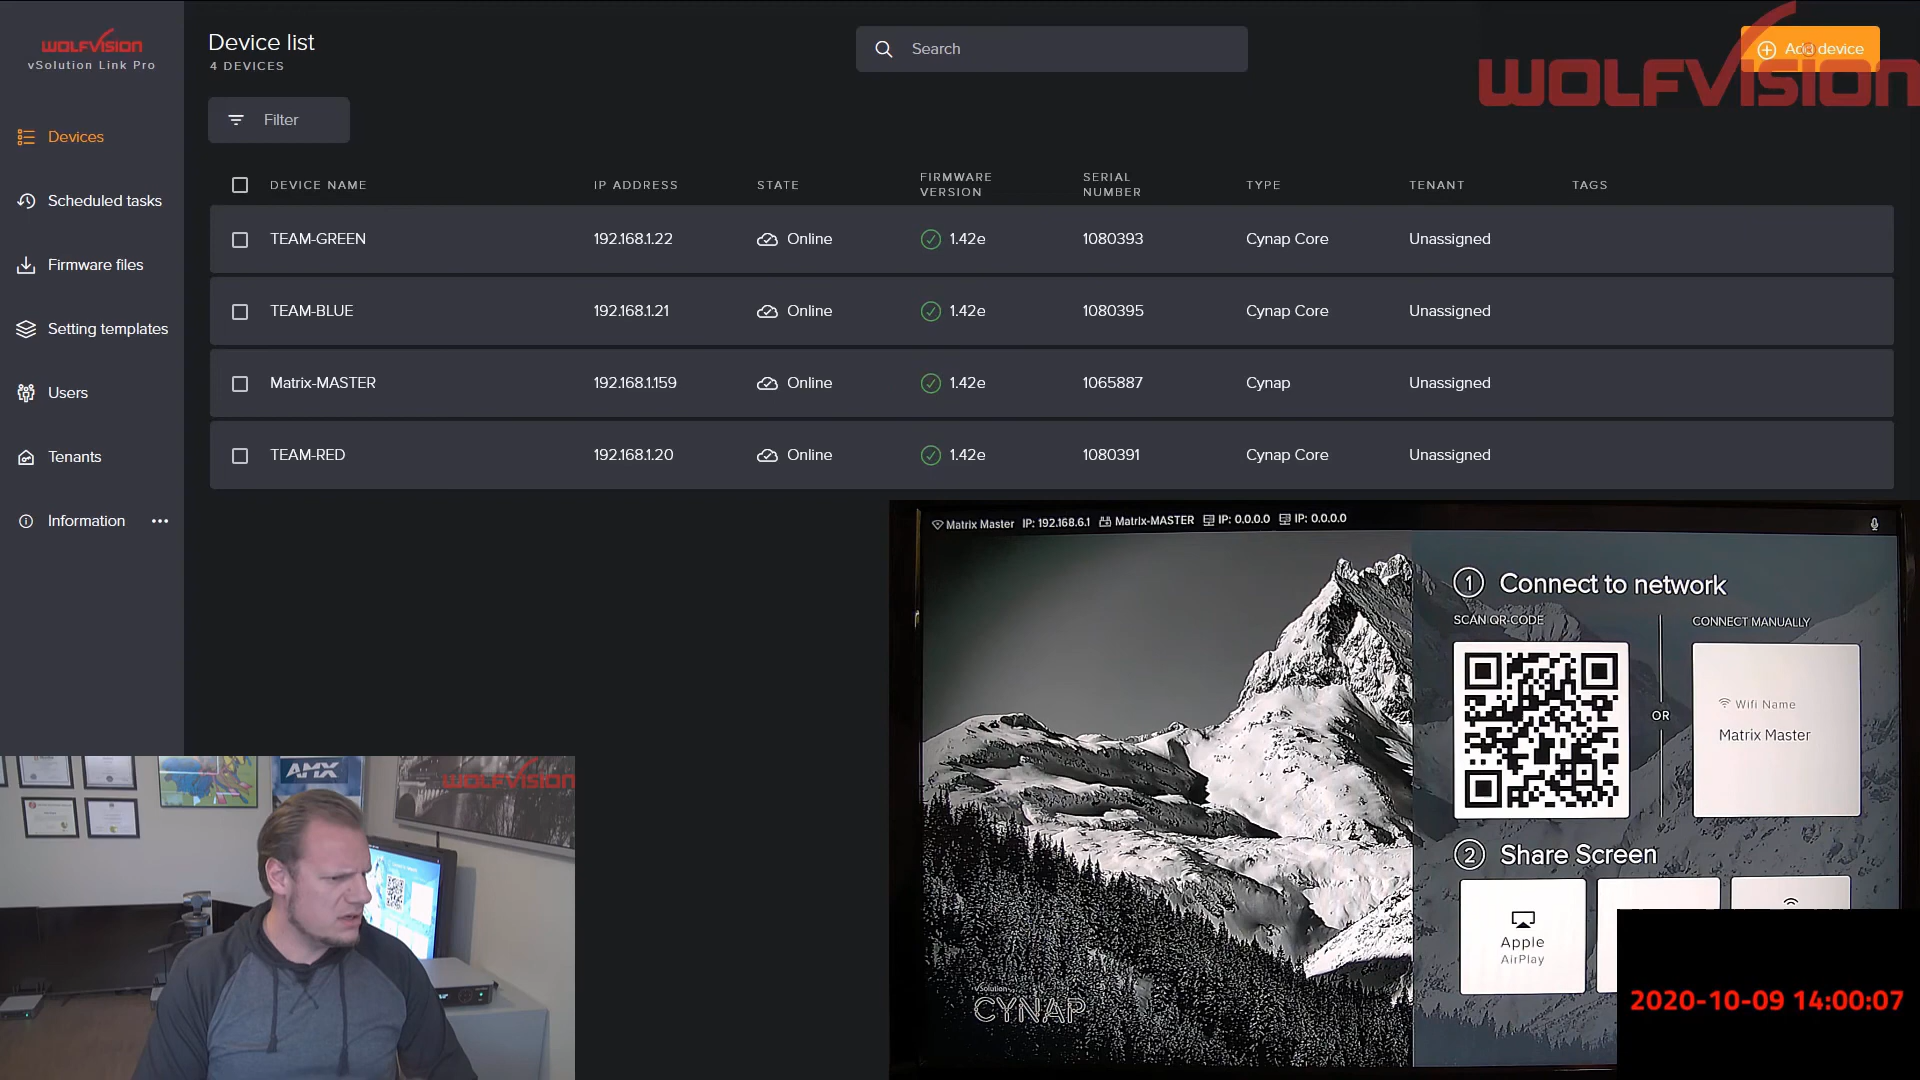 WOLFVISION
vSolution Link Pro
Devices
Scheduled tasks
Firmware files
Setting templates
Users
Tenants
Information
Device list
4 DEVICES
Search
Add device
WOLFVISION
Filter
DEVICE NAME IP ADDRESS STATE FIRMWARE VERSION SERIAL NUMBER TYPE TENANT TAGS
TEAM-GREEN 192.168.1.22 Online 1.42e 1080393 Cynap Core Unassigned
TEAM-BLUE 192.168.1.21 Online 1.42e 1080395 Cynap Core Unassigned
Matrix-MASTER 192.168.1.159 Online 1.42e 1065887 Cynap Unassigned
TEAM-RED 192.168.1.20 Online 1.42e 1080391 Cynap Core Unassigned
Matrix Master IP: 192.168.6.1 Matrix-MASTER IP: 0.0.0.0 IP: 0.0.0.0
1 Connect to network
SCAN QR-CODE
CONNECT MANUALLY
OR
Wifi Name
Matrix Master
2 Share Screen
Apple
AirPlay
vSolution
CYNAP
2020-10-09 14:00:07
AMX
WOLFVISION